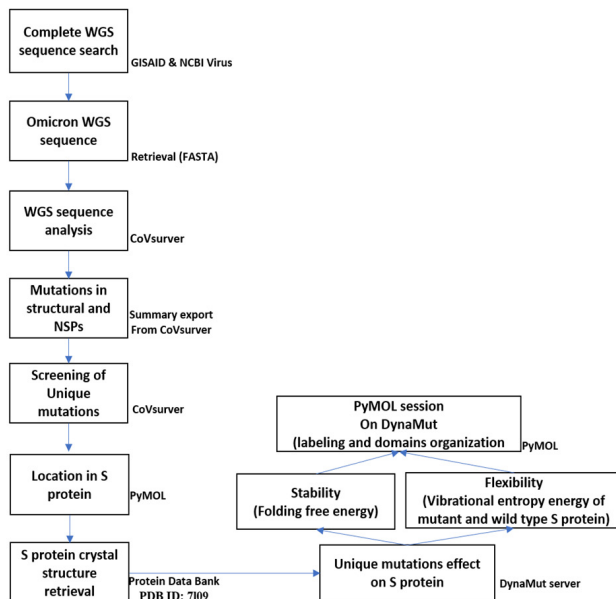 Complete WGS
sequence search
GISAID & NCBI Virus
Omicron WGS
sequence
Retrieval (FASTA)
WGS sequence
analysis
CoVsurver
Mutations in
structural and
NSPs
Summary export
From CoVsurver
Screening of
Unique
mutations
CoVsurver
Location in S
protein
PyMOL
S protein crystal
structure
retrieval
Protein Data Bank
PDB ID: 7l09
Unique mutations effect
on S protein
DynaMut server
Stability
(Folding free energy)
Flexibility
(Vibrational entropy energy of
mutant and wild type S protein)
PyMOL session
On DynaMut
(labeling and domains organization
PyMOL